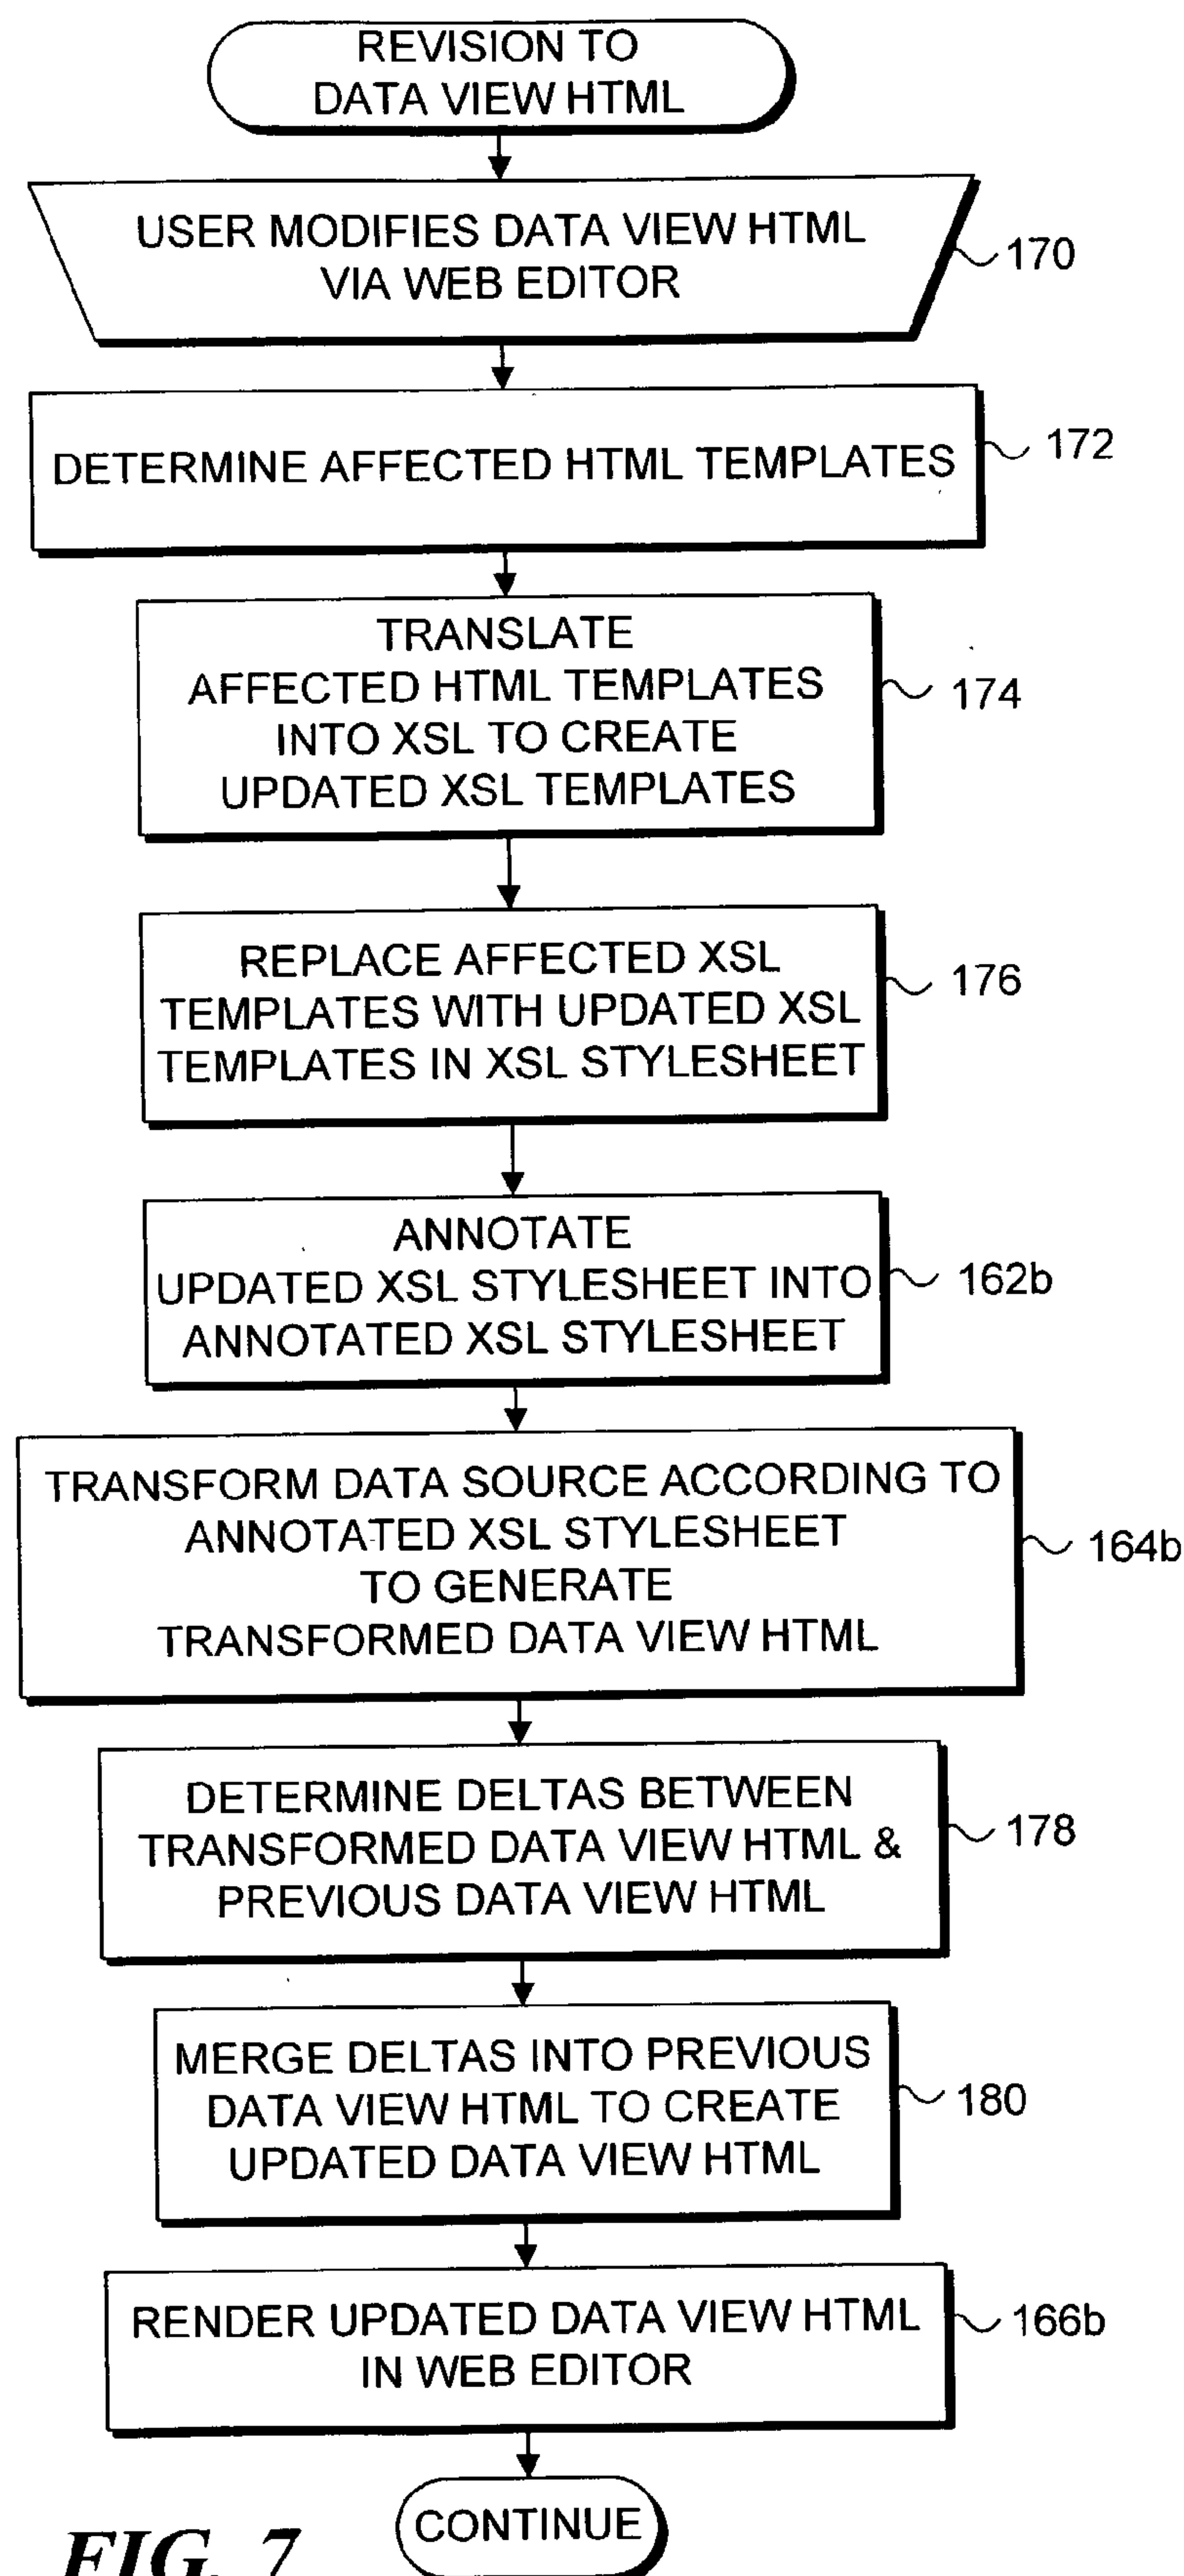 REVISION TO
DATA VIEW HTML
USER MODIFIES DATA VIEW HTML
VIA WEB EDITOR
170
DETERMINE AFFECTED HTML TEMPLATES
172
TRANSLATE
AFFECTED HTML TEMPLATES
INTO XSL TO CREATE
UPDATED XSL TEMPLATES
174
REPLACE AFFECTED XSL
TEMPLATES WITH UPDATED XSL
TEMPLATES IN XSL STYLESHEET
176
ANNOTATE
UPDATED XSL STYLESHEET INTO
ANNOTATED XSL STYLESHEET
162b
TRANSFORM DATA SOURCE ACCORDING TO
ANNOTATED XSL STYLESHEET
TO GENERATE
TRANSFORMED DATA VIEW HTML
164b
DETERMINE DELTAS BETWEEN
TRANSFORMED DATA VIEW HTML &
PREVIOUS DATA VIEW HTML
178
MERGE DELTAS INTO PREVIOUS
DATA VIEW HTML TO CREATE
UPDATED DATA VIEW HTML
180
RENDER UPDATED DATA VIEW HTML
IN WEB EDITOR
166b
CONTINUE
FIG. 7